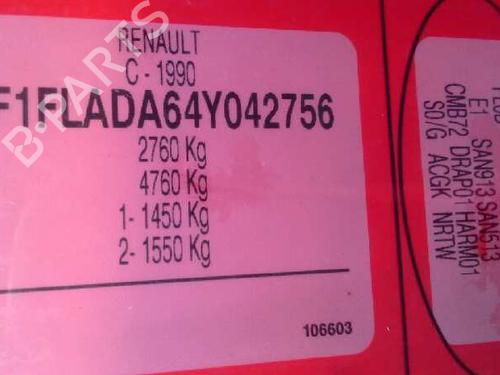 RENAULT
C - 1990
F1FLADA64Y042756
2760 Kg
4760 Kg
1- 1450 Kg
2- 1550 Kg
106603
E1 SAN913 SAN513
CMB72 DRAP01 HARM01
S0/G ACGK NRTW
B-PARTS